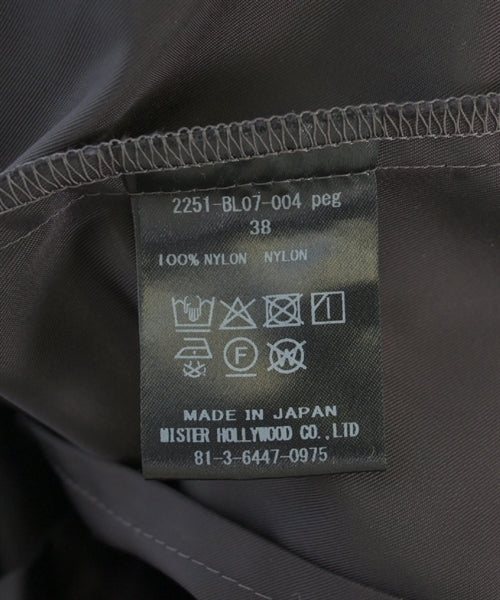 2251-BL07-004 peg
38
100% NYLON NYLON
F W
MADE IN JAPAN
MISTER HOLLYWOOD CO.,LTD
81-3-6447-0975